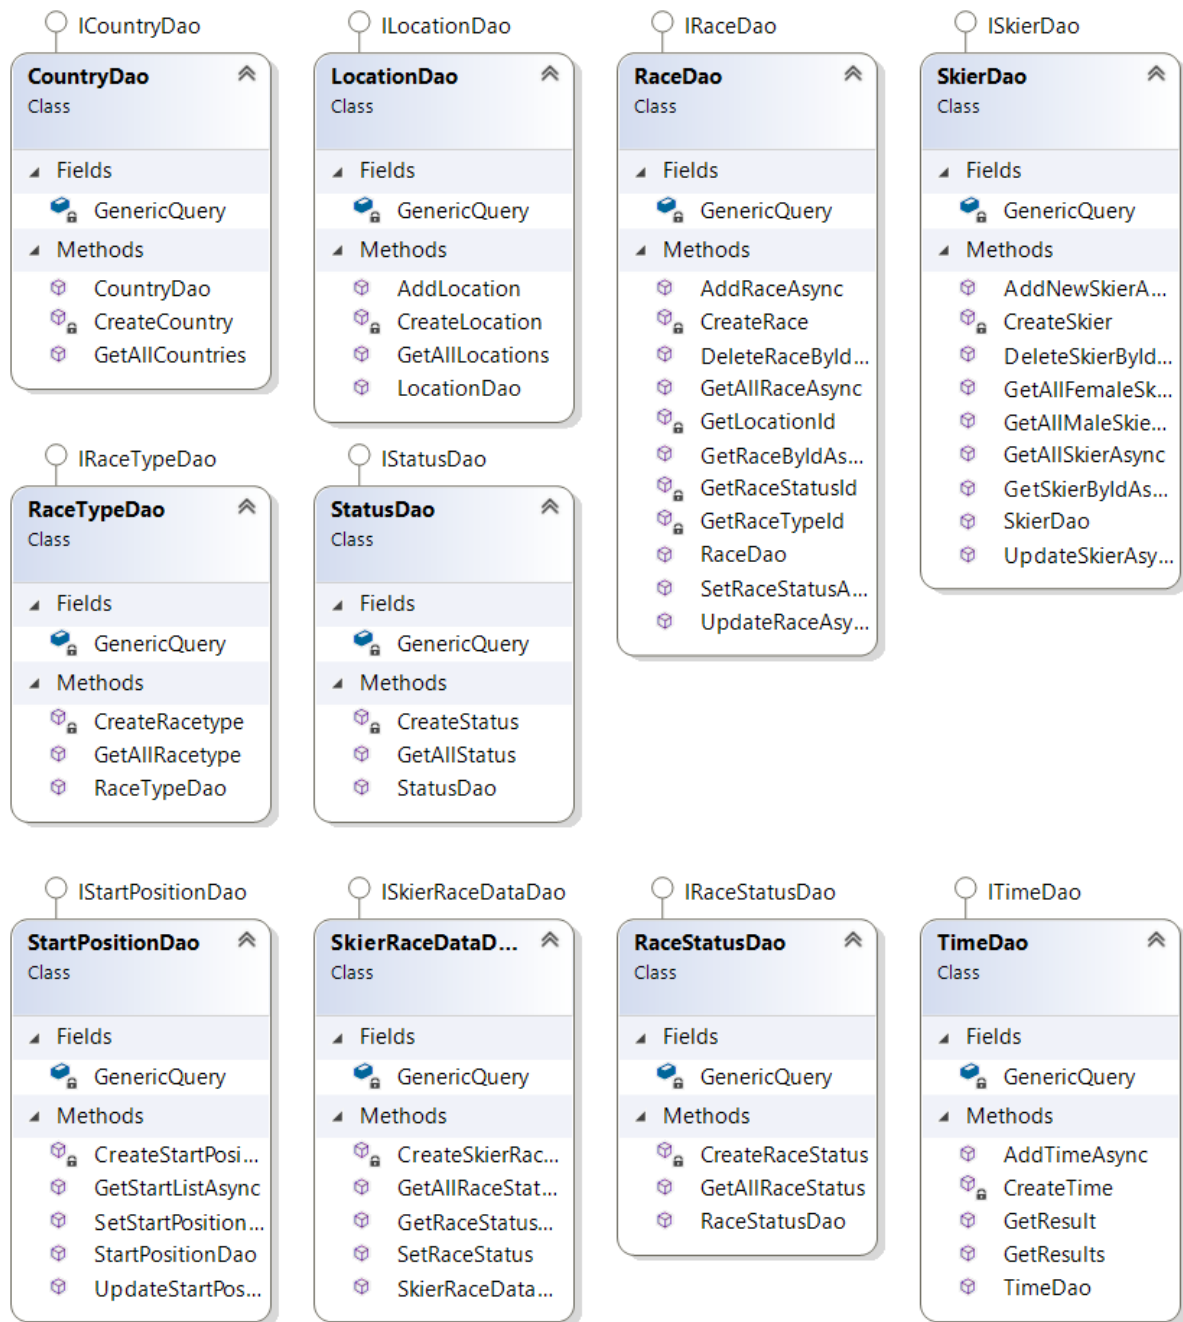 ICountryDao
CountryDao
Class
Fields
GenericQuery
Methods
CountryDao
CreateCountry
GetAllCountries
ILocationDao
LocationDao
Class
Fields
GenericQuery
Methods
AddLocation
CreateLocation
GetAllLocations
LocationDao
IRaceDao
RaceDao
Class
Fields
GenericQuery
Methods
AddRaceAsync
CreateRace
DeleteRaceById...
GetAllRaceAsync
GetLocationId
GetRaceByIdAs...
GetRaceStatusId
GetRaceTypeId
RaceDao
SetRaceStatusA...
UpdateRaceAsy...
ISkierDao
SkierDao
Class
Fields
GenericQuery
Methods
AddNewSkierA...
CreateSkier
DeleteSkierById...
GetAllFemaleSk...
GetAllMaleSkie...
GetAllSkierAsync
GetSkierByIdAs...
SkierDao
UpdateSkierAsy...
IRaceTypeDao
RaceTypeDao
Class
Fields
GenericQuery
Methods
CreateRacetype
GetAllRacetype
RaceTypeDao
IStatusDao
StatusDao
Class
Fields
GenericQuery
Methods
CreateStatus
GetAllStatus
StatusDao
IStartPositionDao
StartPositionDao
Class
Fields
GenericQuery
Methods
CreateStartPosi...
GetStartListAsync
SetStartPosition...
StartPositionDao
UpdateStartPos...
ISkierRaceDataDao
SkierRaceDataD...
Class
Fields
GenericQuery
Methods
CreateSkierRac...
GetAllRaceStat...
GetRaceStatus...
SetRaceStatus
SkierRaceData...
IRaceStatusDao
RaceStatusDao
Class
Fields
GenericQuery
Methods
CreateRaceStatus
GetAllRaceStatus
RaceStatusDao
ITimeDao
TimeDao
Class
Fields
GenericQuery
Methods
AddTimeAsync
CreateTime
GetResult
GetResults
TimeDao